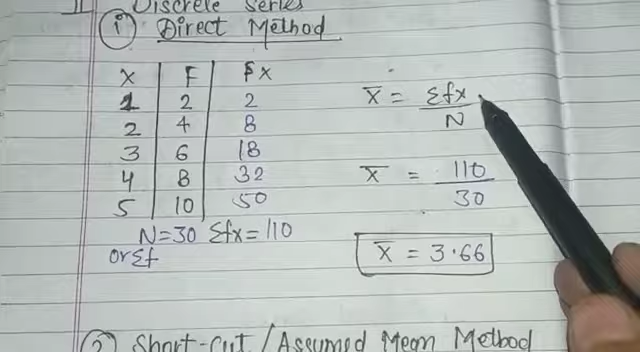 II Discrete Series
(i) Direct Method
X F Fx
1 2 2
2 4 8
3 6 18
4 8 32
5 10 50
N=30 Σfx=110
or Σf
X̄ = Σfx / N
X̄ = 110 / 30
X̄ = 3.66
(2) Short-cut / Assumed Mean Method